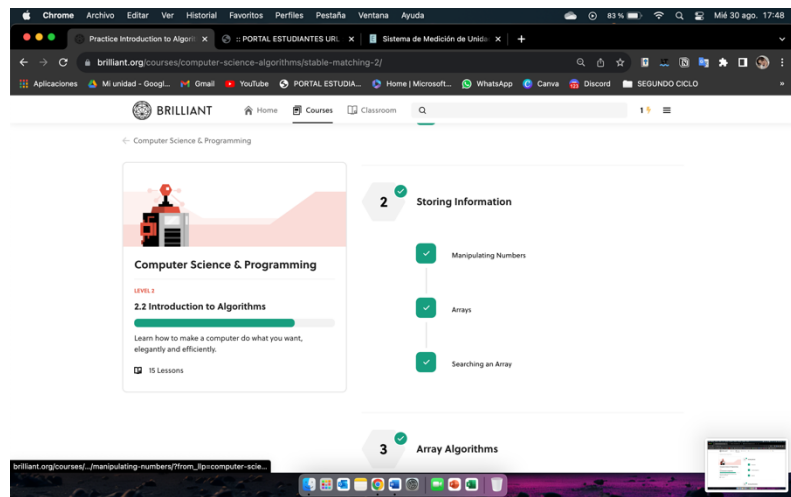 Chrome Archivo Editar Ver Historial Favoritos Perfiles Pestaña Ventana Ayuda 83 % Mié 30 ago. 17:48
Practice Introduction to Algorit :: PORTAL ESTUDIANTES URL Sistema de Medición de Unida
brilliant.org/courses/computer-science-algorithms/stable-matching-2/
Aplicaciones Mi unidad - Googl... Gmail YouTube PORTAL ESTUDIA... Home | Microsoft... WhatsApp Canva Discord SEGUNDO CICLO »
BRILLIANT Home Courses Classroom 1
← Computer Science & Programming
2 Storing Information
Manipulating Numbers
Computer Science & Programming
LEVEL 2
2.2 Introduction to Algorithms
Arrays
Learn how to make a computer do what you want,
elegantly and efficiently.
15 Lessons
Searching an Array
3 Array Algorithms
brilliant.org/courses/.../manipulating-numbers/?from_llp=computer-scie...